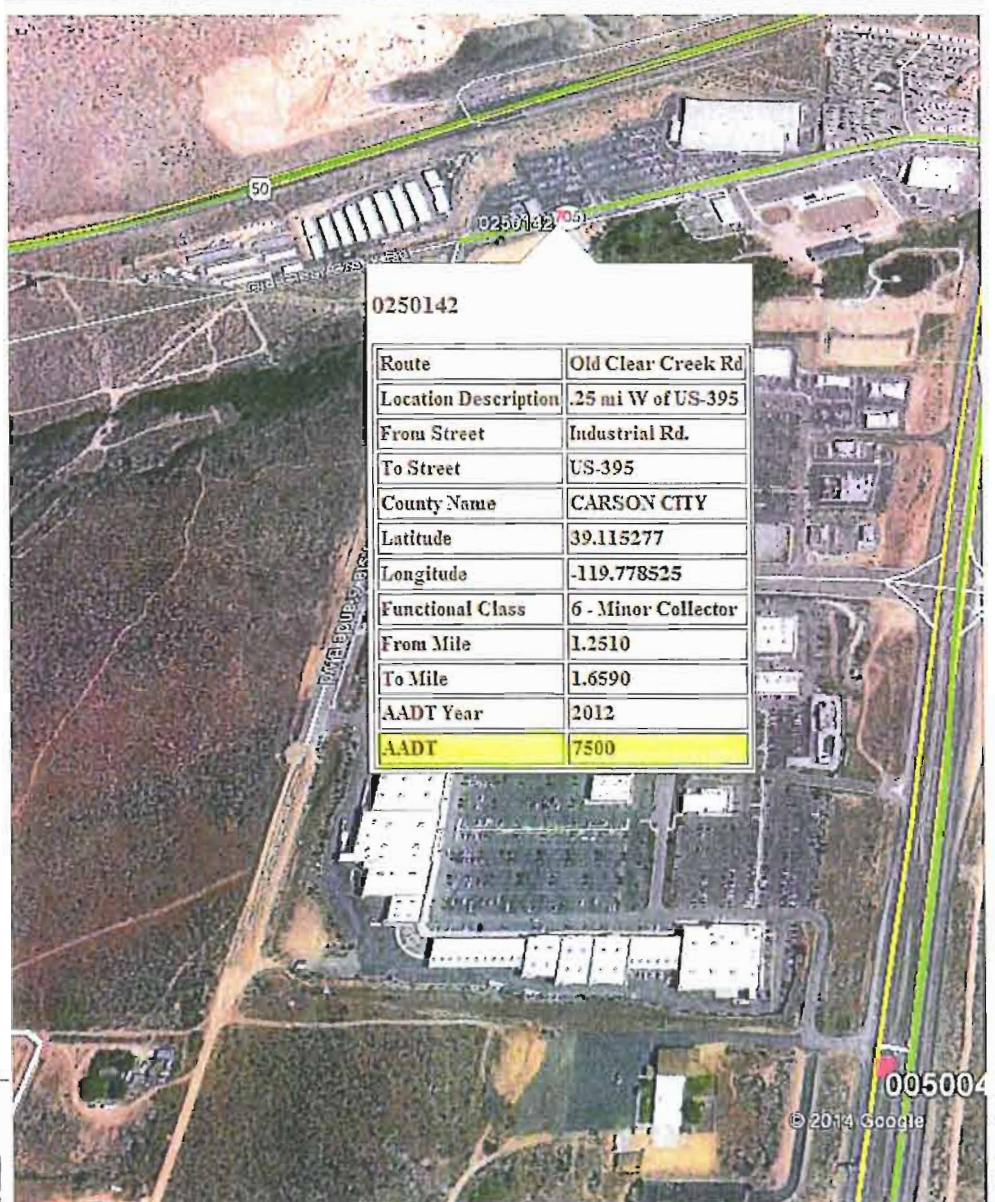 50
0250142
705
0250142
Route Old Clear Creek Rd
Location Description .25 mi W of US-395
From Street Industrial Rd.
To Street US-395
County Name CARSON CITY
Latitude 39.115277
Longitude -119.778525
Functional Class 6 - Minor Collector
From Mile 1.2510
To Mile 1.6590
AADT Year 2012
AADT 7500
005004
© 2014 Google